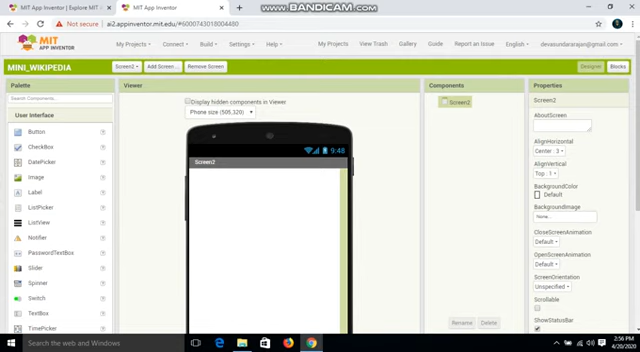 www.BANDICAM.com
MIT App Inventor | Explore MIT
MIT App Inventor
Not secure | ai2.appinventor.mit.edu/#6000743018004480
MIT
APP INVENTOR
My Projects
Connect
Build
Settings
Help
My Projects
View Trash
Gallery
Guide
Report an Issue
English
devasundararajan@gmail.com
MINI_WIKIPEDIA
Screen2
Add Screen...
Remove Screen
Designer
Blocks
Palette
Viewer
Components
Properties
Search Components...
User Interface
Button
CheckBox
DatePicker
Image
Label
ListPicker
ListView
Notifier
PasswordTextBox
Slider
Spinner
Switch
TextBox
TimePicker
Display hidden components in Viewer
Phone size (505,320)
9:48
Screen2
Screen2
Rename
Delete
Screen2
AboutScreen
AlignHorizontal
Center : 3
AlignVertical
Top : 1
BackgroundColor
Default
BackgroundImage
None...
CloseScreenAnimation
Default
OpenScreenAnimation
Default
ScreenOrientation
Unspecified
Scrollable
ShowStatusBar
Type here to search
2:56 PM
4/20/2020